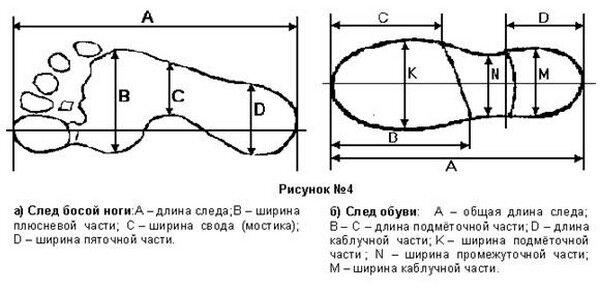 A
B
C
D
C
D
K
N
M
B
A
Рисунок №4
а) След босой ноги:А – длина следа;В – ширина
плюсневой части; С – ширина свода (мостика);
D – ширина пяточной части.
б) След обуви: А – общая длина следа;
В – С – длина подмёточной части; D – длина
каблучной части; К – ширина подмёточной
части ; N – ширина промежуточной части;
М – ширина каблучной части.